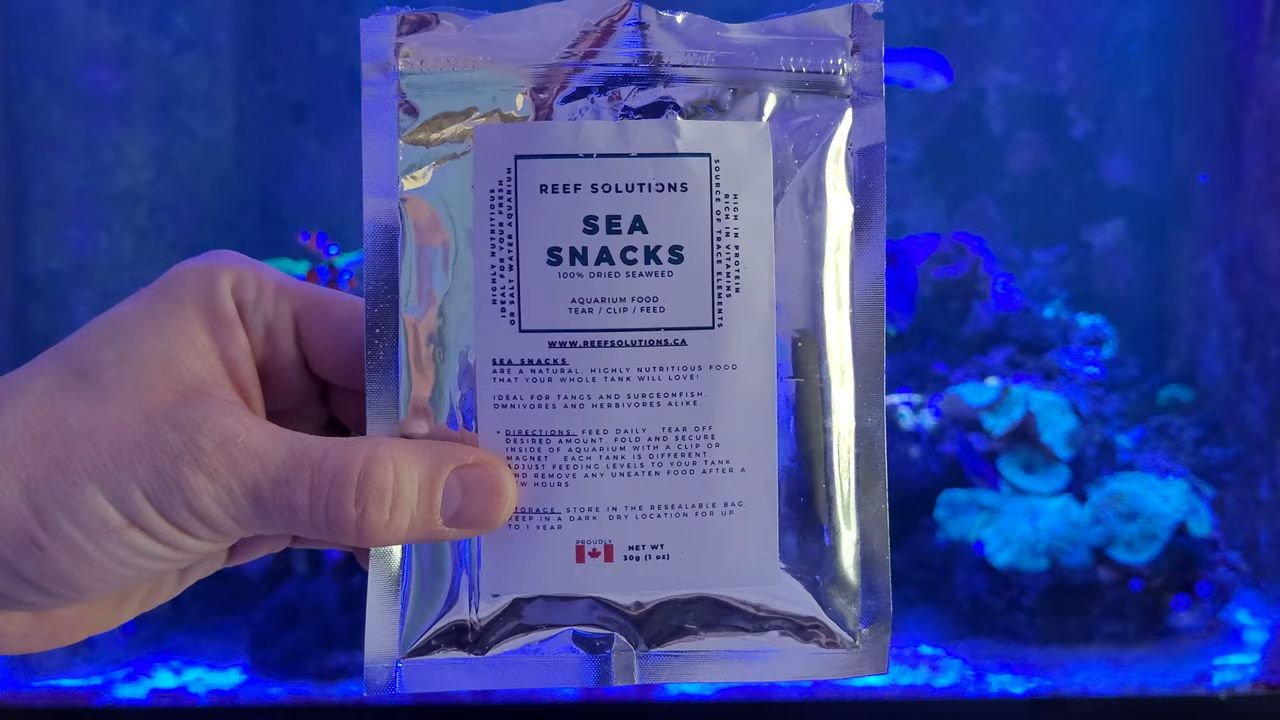 REEF SOLUTIONS
SEA
SNACKS
100% DRIED SEAWEED
AQUARIUM FOOD
TEAR / CLIP / FEED
HIGHLY NUTRITIOUS
IDEAL FOR YOUR FRESH
OR SALT WATER AQUARIUM
HIGH IN PROTEIN
RICH IN VITAMINS
SOURCE OF TRACE ELEMENTS
WWW.REEFSOLUTIONS.CA
SEA SNACKS
ARE A NATURAL, HIGHLY NUTRITIOUS FOOD
THAT YOUR WHOLE TANK WILL LOVE!
IDEAL FOR TANGS AND SURGEONFISH,
OMNIVORES AND HERBIVORES ALIKE.
DIRECTIONS: FEED DAILY. TEAR OFF
DESIRED AMOUNT, FOLD AND SECURE
INSIDE OF AQUARIUM WITH A CLIP OR
MAGNET. EACH TANK IS DIFFERENT.
ADJUST FEEDING LEVELS TO YOUR TANK
AND REMOVE ANY UNEATEN FOOD AFTER A
HOURS
STORE IN THE RESEALABLE BAG.
KEEP IN A DARK, DRY LOCATION FOR UP
TO 1 YEAR
PROUDLY
NET WT
30g (1 oz)